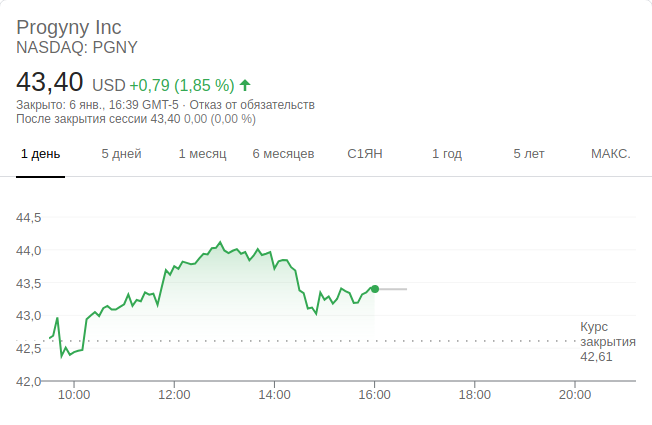 Progyny Inc
NASDAQ: PGNY
43,40 USD +0,79 (1,85 %)
Закрыто: 6 янв., 16:39 GMT-5 · Отказ от обязательств
После закрытия сессии 43,40 0,00 (0,00 %)
1 день 5 дней 1 месяц 6 месяцев С1ЯН 1 год 5 лет МАКС.
44,5
44,0
43,5
43,0
42,5
42,0
Курс
закрытия
42,61
10:00 12:00 14:00 16:00 18:00 20:00